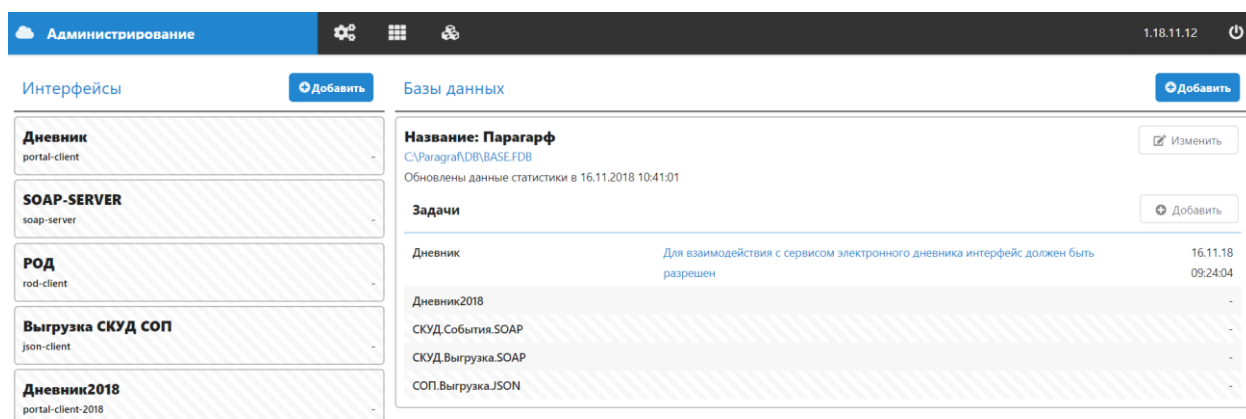 Администрирование
1.18.11.12
Интерфейсы
Добавить
Базы данных
Добавить
Дневник
portal-client
-
SOAP-SERVER
soap-server
-
РОД
rod-client
-
Выгрузка СКУД СОП
json-client
-
Дневник2018
portal-client-2018
-
Название: Парагарф
Изменить
C:\Paragraf\DB\BASE.FDB
Обновлены данные статистики в 16.11.2018 10:41:01
Задачи
Добавить
Дневник
Для взаимодействия с сервисом электронного дневника интерфейс должен быть
разрешен
16.11.18
09:24:04
Дневник2018
-
СКУД.События.SOAP
-
СКУД.Выгрузка.SOAP
-
СОП.Выгрузка.JSON
-